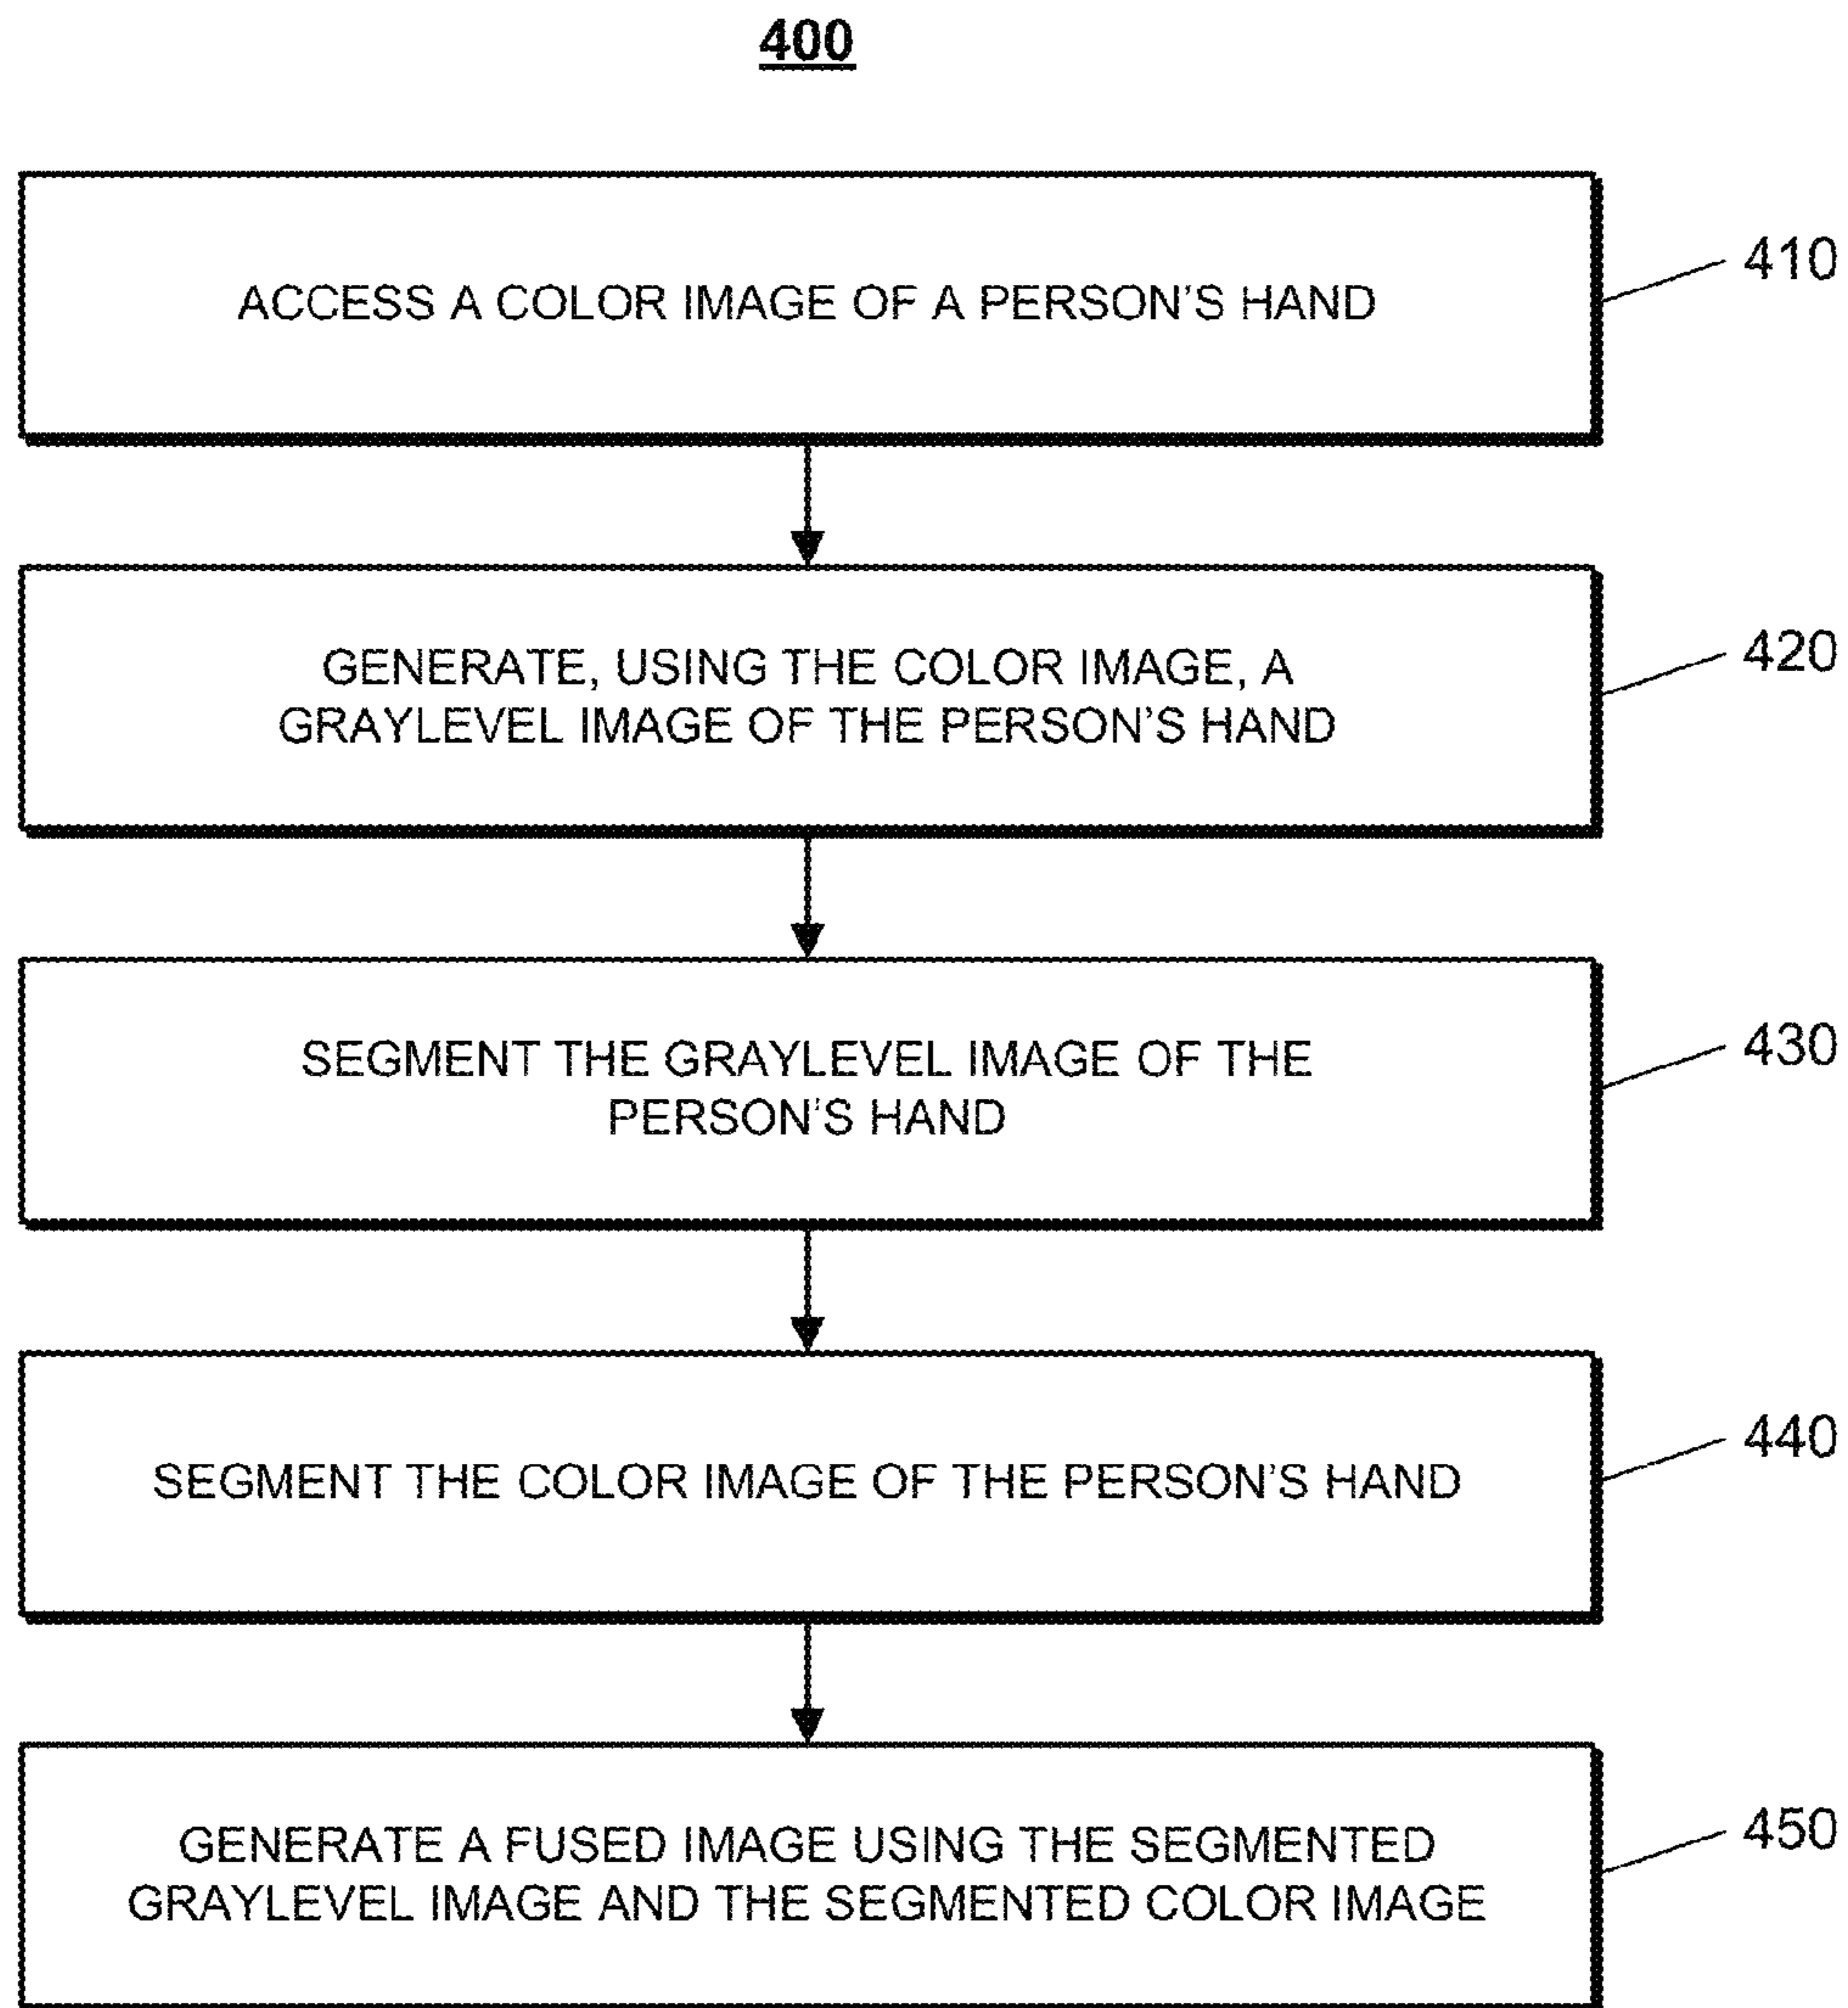 400
ACCESS A COLOR IMAGE OF A PERSON'S HAND
410
GENERATE, USING THE COLOR IMAGE, A
GRAYLEVEL IMAGE OF THE PERSON'S HAND
420
SEGMENT THE GRAYLEVEL IMAGE OF THE
PERSON'S HAND
430
SEGMENT THE COLOR IMAGE OF THE PERSON'S HAND
440
GENERATE A FUSED IMAGE USING THE SEGMENTED
GRAYLEVEL IMAGE AND THE SEGMENTED COLOR IMAGE
450